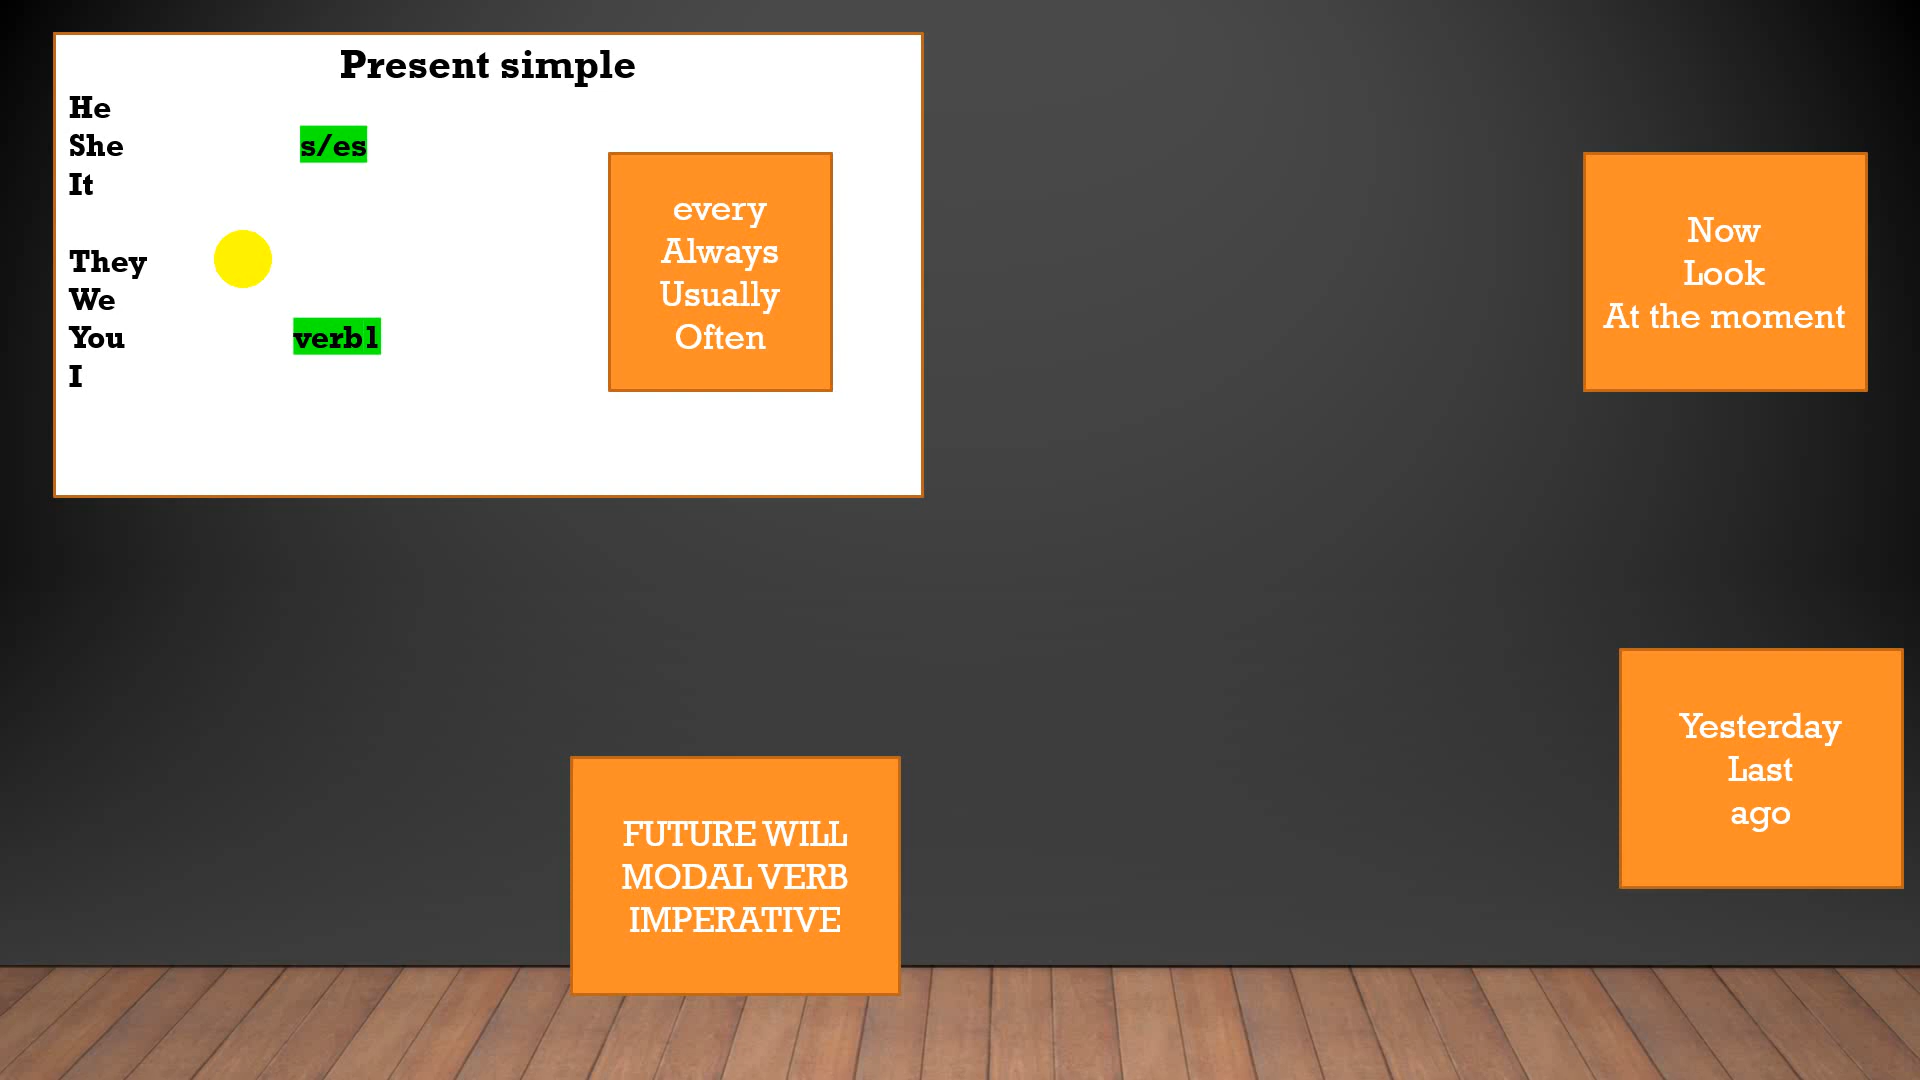 Present simple
He
She
s/es
It
They
We
You
verb1
I
every
Always
Usually
Often
Now
Look
At the moment
Yesterday
Last
ago
FUTURE WILL
MODAL VERB
IMPERATIVE